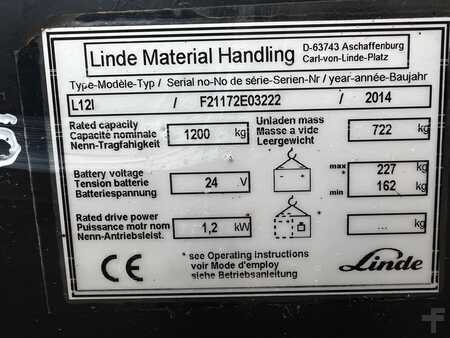 Linde Material Handling
D-63743 Aschaffenburg
Carl-von-Linde-Platz
Type-Modèle-Typ / Serial no-No de série-Serien-Nr / year-année-Baujahr
L12I / F21172E03222 / 2014
Rated capacity
Capacité nominale
Nenn-Tragfähigkeit
1200 kg
Unladen mass
Masse a vide
Leergewicht
722 kg
Battery voltage
Tension batterie
Batteriespannung
24 V
max 227 kg
min 162 kg
Rated drive power
Puissance motr nom
Nenn-Antriebsleist.
1,2 kW
... kg
* see Operating instructions
voir Mode d'emploi
siehe Betriebsanleitung
CE
Linde